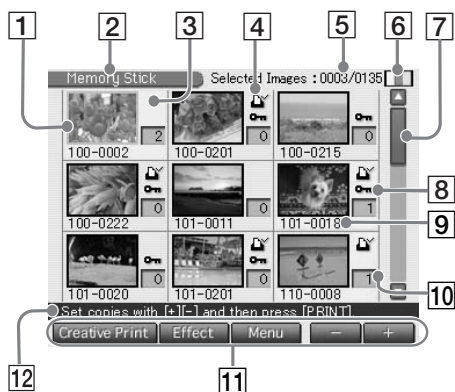 1 2 3 4 5 6 7
Memory Stick Selected Images : 0003/0135
2 0 0
100-0002 100-0201 100-0215
0 0 1
100-0222 101-0011 101-0018
8
9
0 0 1
101-0020 0101-0201 110-0008
10
Set copies with [+][-] and then press [PRINT].
Creative Print Effect Menu − +
12 11